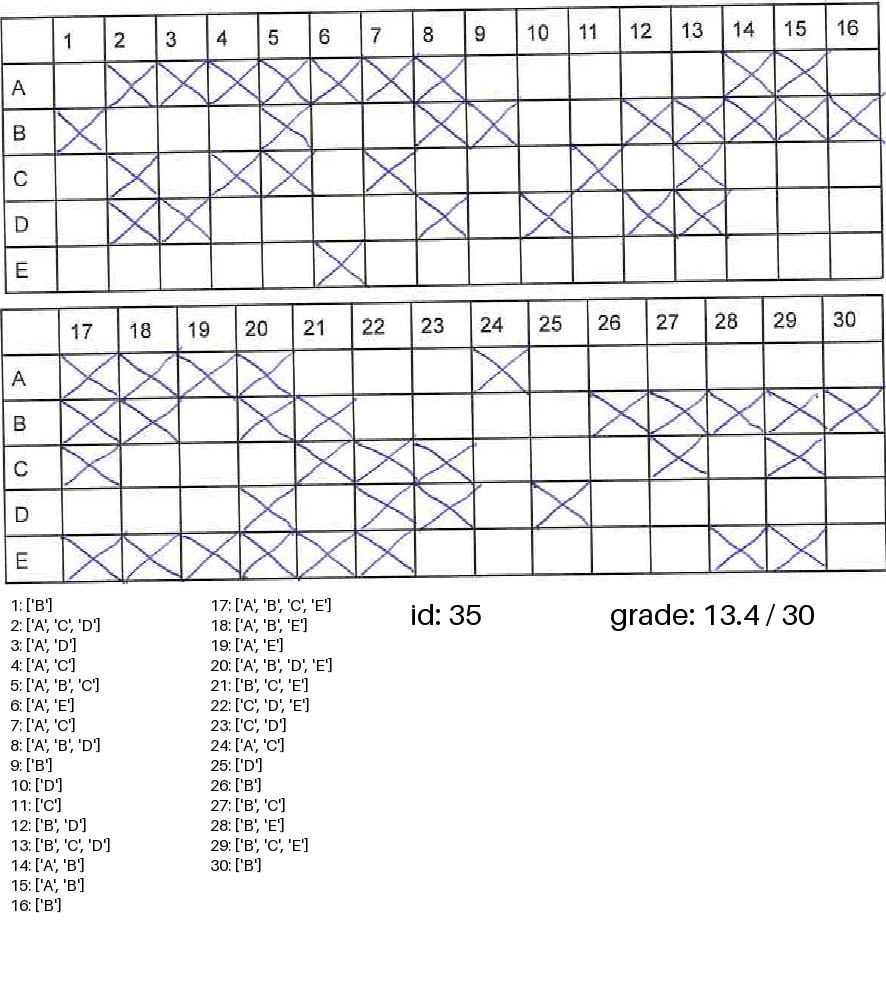 1 2 3 4 5 6 7 8 9 10 11 12 13 14 15 16
A
B
C
D
E
17 18 19 20 21 22 23 24 25 26 27 28 29 30
A
B
C
D
E
1: ['B']
2: ['A', 'C', 'D']
3: ['A', 'D']
4: ['A', 'C']
5: ['A', 'B', 'C']
6: ['A', 'E']
7: ['A', 'C']
8: ['A', 'B', 'D']
9: ['B']
10: ['D']
11: ['C']
12: ['B', 'D']
13: ['B', 'C', 'D']
14: ['A', 'B']
15: ['A', 'B']
16: ['B']
17: ['A', 'B', 'C', 'E']
18: ['A', 'B', 'E']
19: ['A', 'E']
20: ['A', 'B', 'D', 'E']
21: ['B', 'C', 'E']
22: ['C', 'D', 'E']
23: ['C', 'D']
24: ['A', 'C']
25: ['D']
26: ['B']
27: ['B', 'C']
28: ['B', 'E']
29: ['B', 'C', 'E']
30: ['B']
id: 35
grade: 13.4 / 30